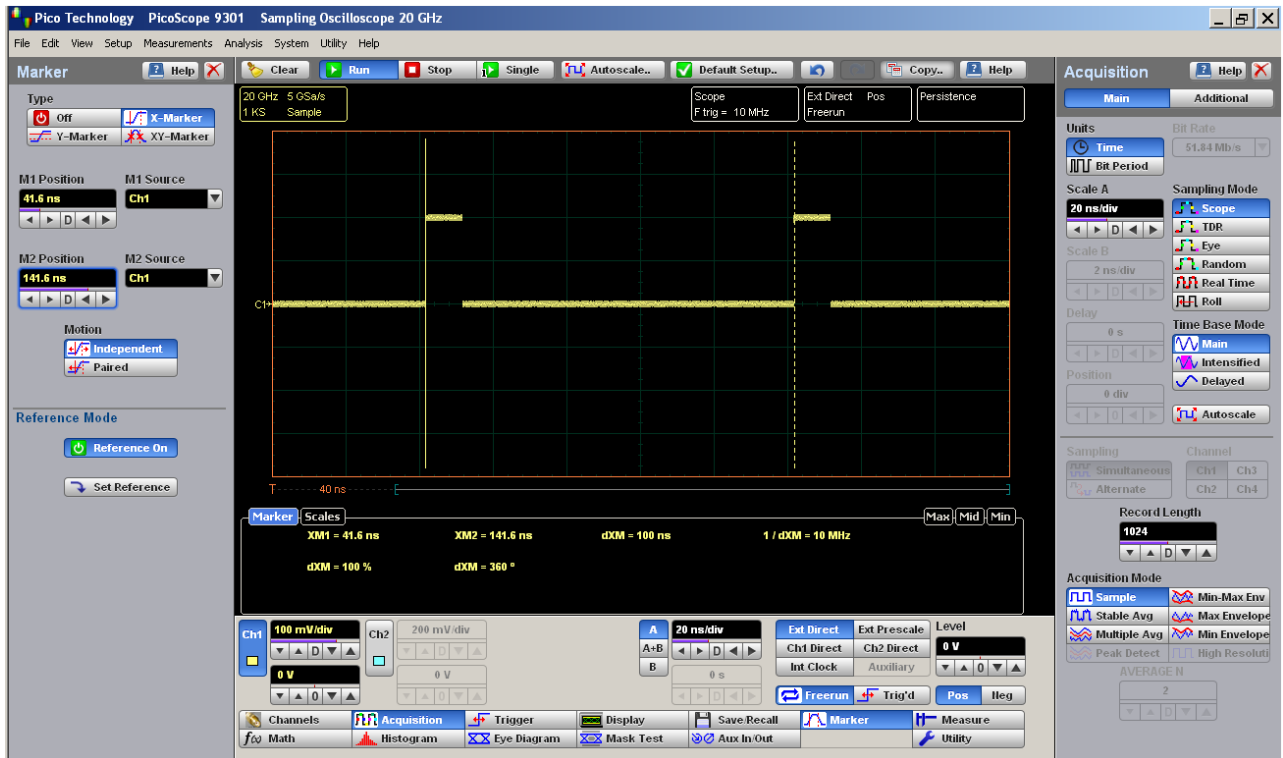 Pico Technology PicoScope 9301 Sampling Oscilloscope 20 GHz
File Edit View Setup Measurements Analysis System Utility Help
Marker
Help
Type
Off
X-Marker
Y-Marker
XY-Marker
M1 Position
M1 Source
41.6 ns
Ch1
D
M2 Position
M2 Source
141.6 ns
Ch1
D
Motion
Independent
Paired
Reference Mode
Reference On
Set Reference
Clear
Run
Stop
Single
Autoscale..
Default Setup..
Copy..
Help
20 GHz 5 GSa/s
1 KS Sample
Scope
F trig = 10 MHz
Ext Direct Pos
Freerun
Persistence
C1
T
40 ns
Marker
Scales
Max
Mid
Min
XM1 = 41.6 ns
XM2 = 141.6 ns
dXM = 100 ns
1 / dXM = 10 MHz
dXM = 100 %
dXM = 360 °
Ch1
100 mV/div
D
0 V
0
Ch2
200 mV/div
D
0 V
0
A
A+B
B
20 ns/div
D
0 s
D
Ext Direct
Ext Prescale
Ch1 Direct
Ch2 Direct
Int Clock
Auxiliary
Level
0 V
0
Freerun
Trig'd
Pos
Neg
Channels
Acquisition
Trigger
Display
Save/Recall
Marker
Measure
f(x) Math
Histogram
Eye Diagram
Mask Test
Aux In/Out
Utility
Acquisition
Help
Main
Additional
Units
Bit Rate
Time
51.84 Mb/s
Bit Period
Scale A
20 ns/div
D
Scale B
2 ns/div
D
Delay
0 s
D
Position
0 div
0
Sampling Mode
Scope
TDR
Eye
Random
Real Time
Roll
Time Base Mode
Main
Intensified
Delayed
Autoscale
Sampling
Channel
Simultaneous
Alternate
Ch1
Ch3
Ch2
Ch4
Record Length
1024
D
Acquisition Mode
Sample
Min-Max Env
Stable Avg
Max Envelope
Multiple Avg
Min Envelope
Peak Detect
High Resoluti
AVERAGE N
2
D